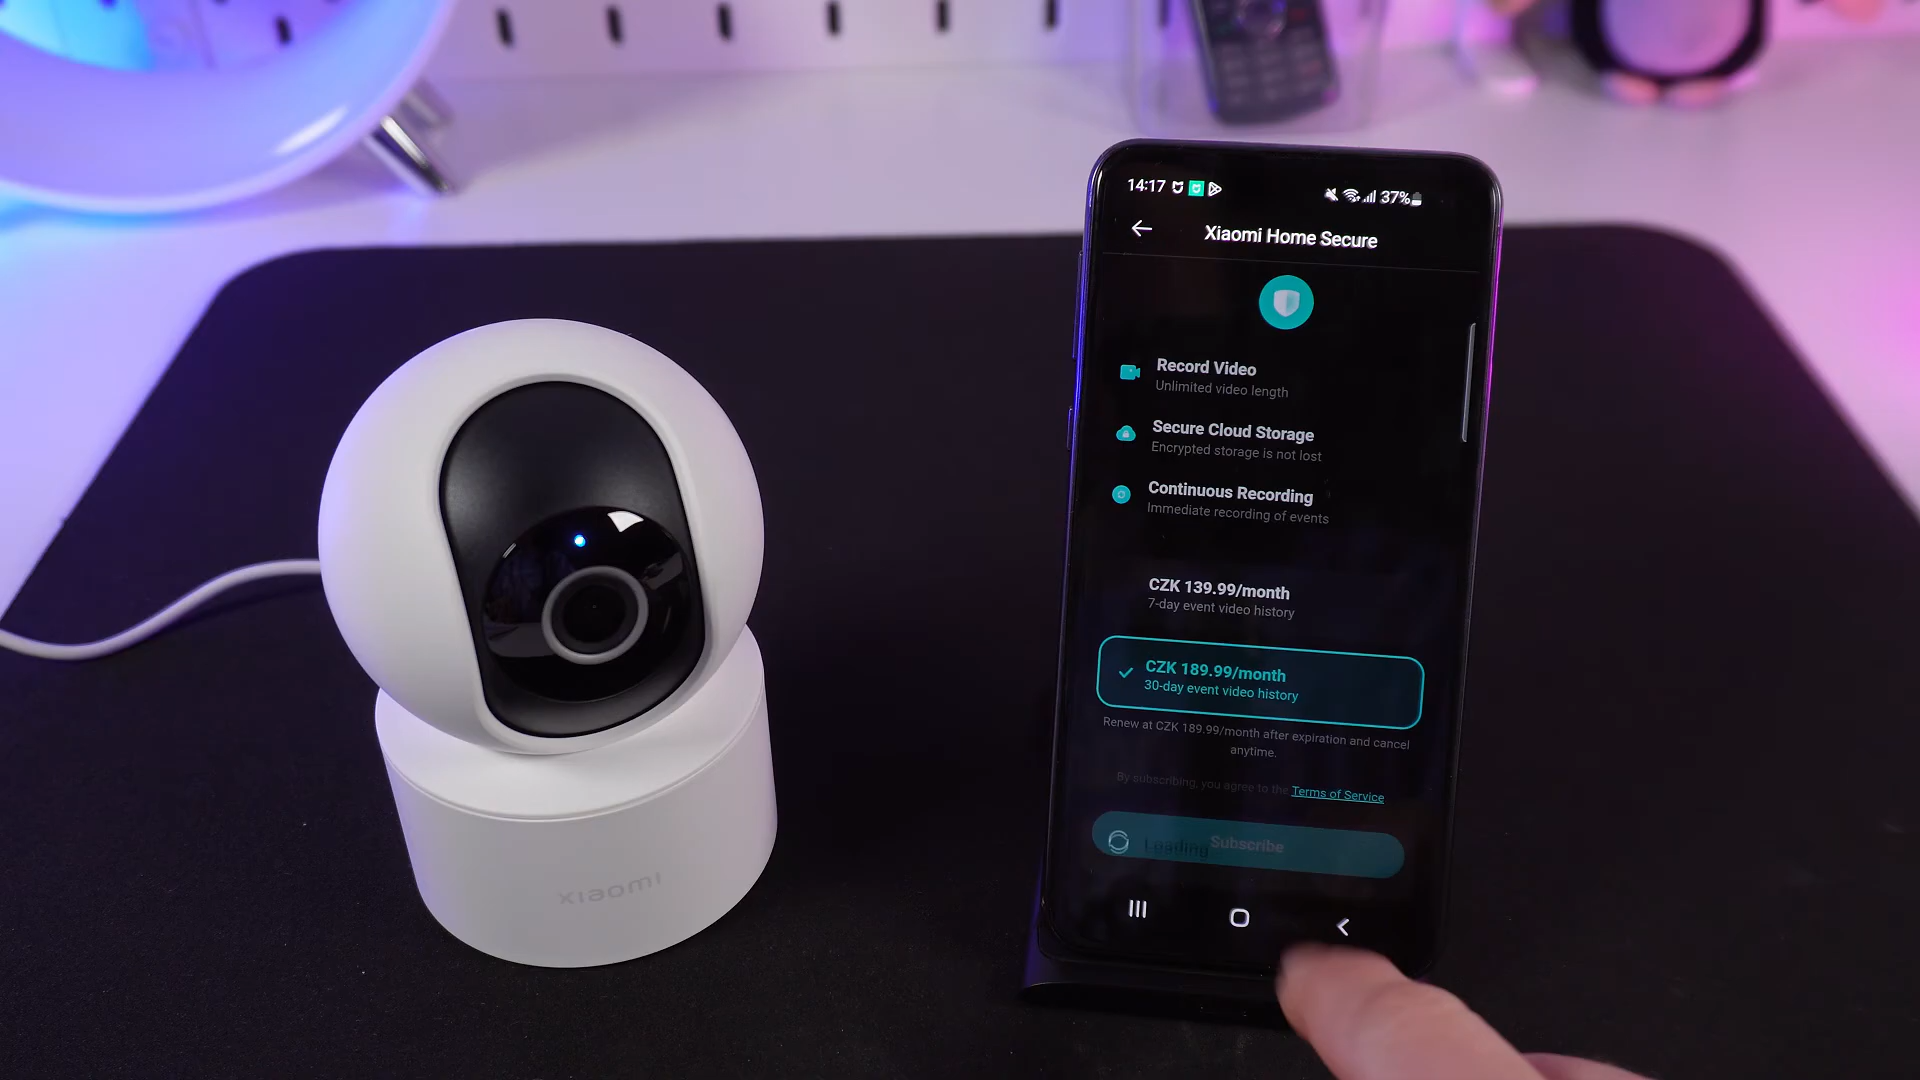 14:17
37%
Xiaomi Home Secure
Record Video
Unlimited video length
Secure Cloud Storage
Encrypted storage is not lost
Continuous Recording
Immediate recording of events
CZK 139.99/month
7-day event video history
CZK 189.99/month
30-day event video history
Renew at CZK 189.99/month after expiration and cancel
anytime.
By subscribing, you agree to the Terms of Service
Loading
Subscribe
xiaomi